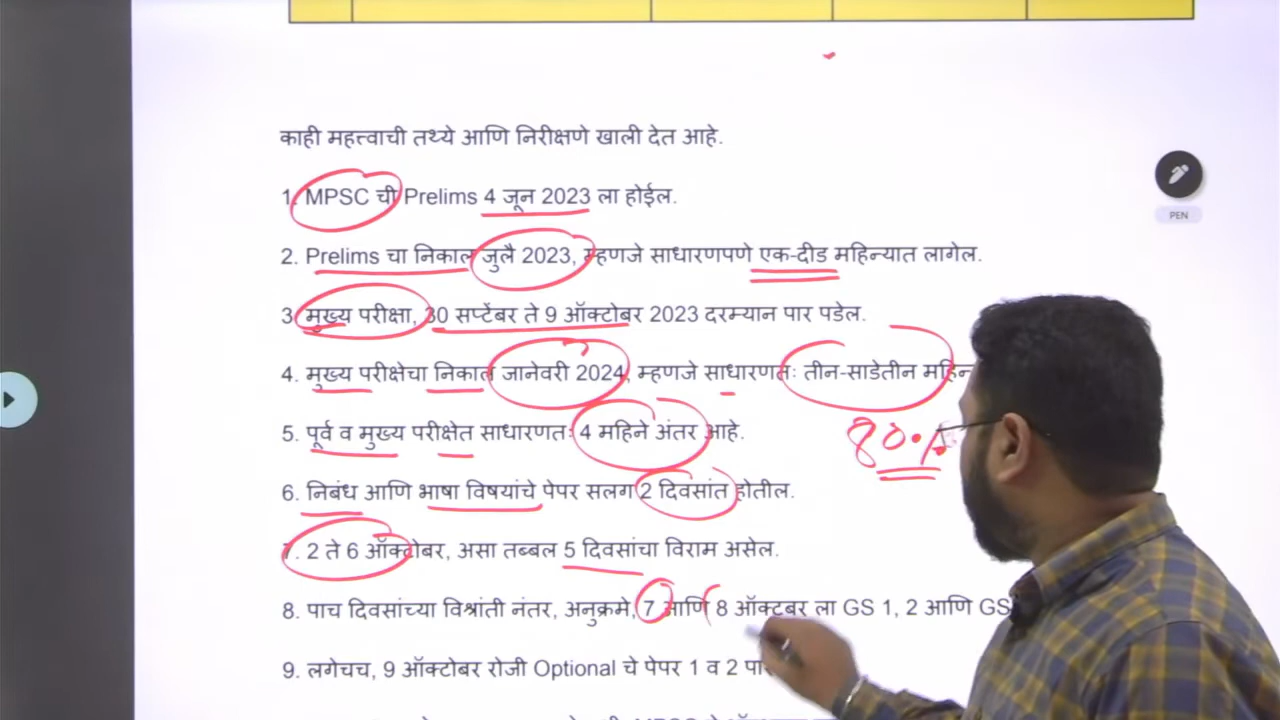 काही महत्त्वाची तथ्ये आणि निरीक्षणे खाली देत आहे.
1. MPSC ची Prelims 4 जून 2023 ला होईल.
PEN
2. Prelims चा निकाल जुलै 2023, म्हणजे साधारणपणे एक-दीड महिन्यात लागेल.
3. मुख्य परीक्षा, 30 सप्टेंबर ते 9 ऑक्टोबर 2023 दरम्यान पार पडेल.
4. मुख्य परीक्षेचा निकाल जानेवारी 2024, म्हणजे साधारणतः तीन-साडेतीन
5. पूर्व व मुख्य परीक्षेत साधारणतः 4 महिने अंतर आहे.
80%
6. निबंध आणि भाषा विषयांचे पेपर सलग 2 दिवसांत होतील.
7. 2 ते 6 ऑक्टोबर, असा तब्बल 5 दिवसांचा विराम असेल.
8. पाच दिवसांच्या विश्रांती नंतर, अनुक्रमे, 7 आणि 8 ऑक्टबर ला GS 1, 2 आणि GS
9. लगेचच, 9 ऑक्टोबर रोजी Optional चे पेपर 1 व 2